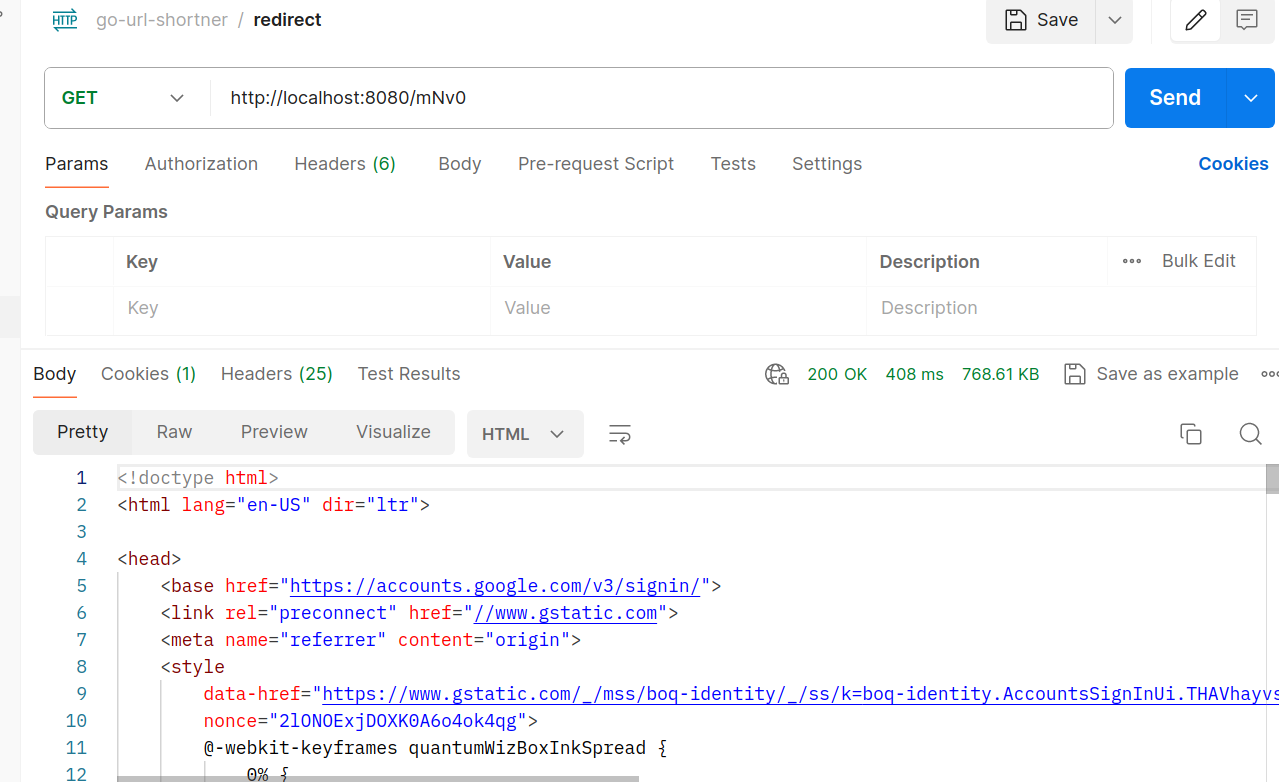 HTTP go-url-shortner / redirect Save
GET http://localhost:8080/mNv0 Send
Params Authorization Headers (6) Body Pre-request Script Tests Settings Cookies
Query Params
Key Value Description ••• Bulk Edit
Key Value Description
Body Cookies (1) Headers (25) Test Results 200 OK 408 ms 768.61 KB Save as example
Pretty Raw Preview Visualize HTML
1 <!doctype html>
2 <html lang="en-US" dir="ltr">
3
4 <head>
5 <base href="https://accounts.google.com/v3/signin/">
6 <link rel="preconnect" href="//www.gstatic.com">
7 <meta name="referrer" content="origin">
8 <style
9 data-href="https://www.gstatic.com/_/mss/boq-identity/_/ss/k=boq-identity.AccountsSignInUi.THAVhayvs
10 nonce="2lONOExjDOXK0A6o4ok4qg">
11 @-webkit-keyframes quantumWizBoxInkSpread {
12 0% {